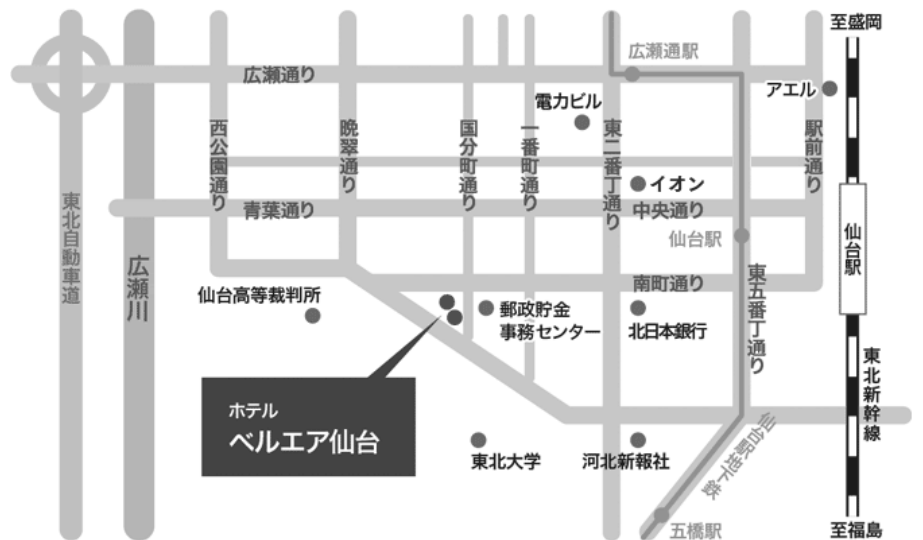 至盛岡
広瀬通駅
広瀬通り
アエル
電力ビル
西公園通り
晩翠通り
国分町通り
一番町通り
東二番丁通り
駅前通り
イオン
東北自動車道
青葉通り
中央通り
仙台駅
仙台駅
広瀬川
東五番丁通り
南町通り
仙台高等裁判所
郵政貯金
事務センター
北日本銀行
東北新幹線
ホテル
ベルエア仙台
仙台駅地下鉄
東北大学
河北新報社
五橋駅
至福島